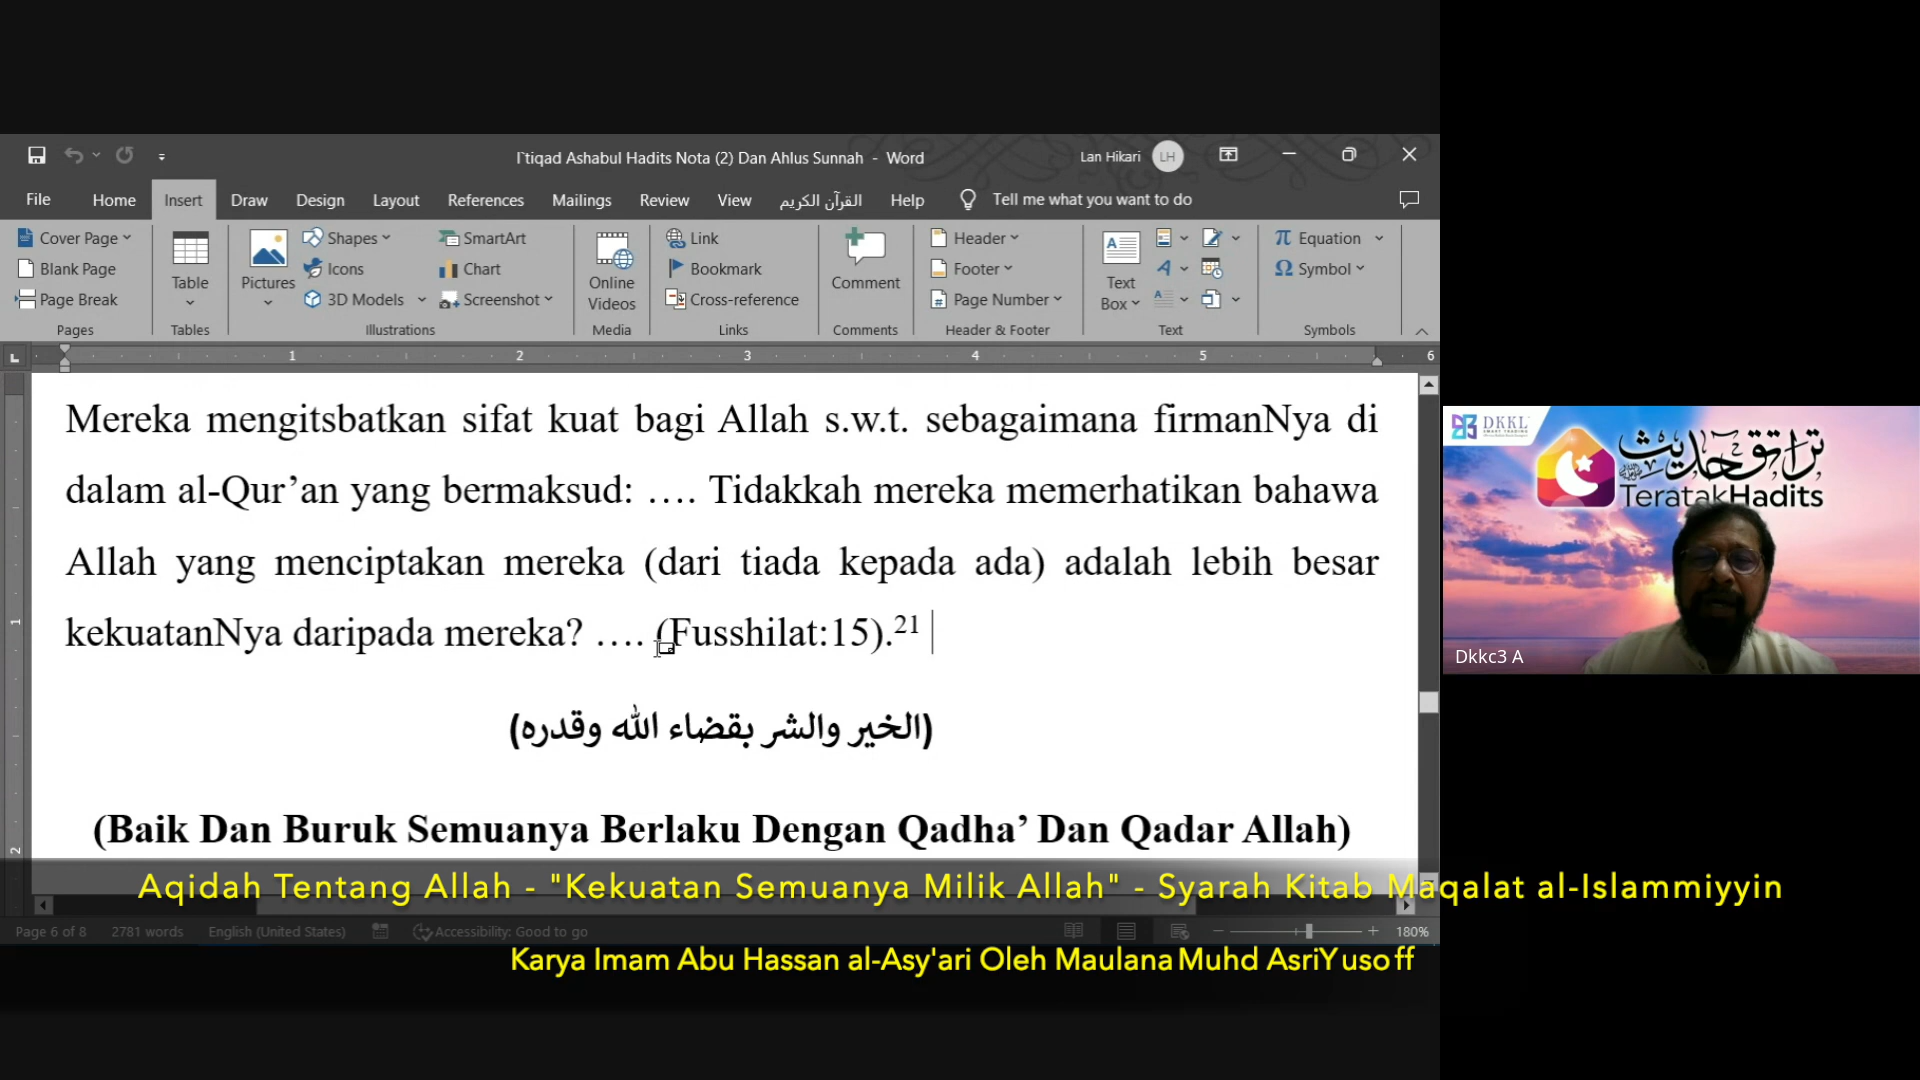 I`tiqad Ashabul Hadits Nota (2) Dan Ahlus Sunnah - Word
Lan Hikari
LH
File Home Insert Draw Design Layout References Mailings Review View القرآن الكريم Help Tell me what you want to do
Cover Page
Blank Page
Page Break
Pages
Table
Tables
Pictures
Shapes
Icons
3D Models
SmartArt
Chart
Screenshot
Illustrations
Online
Videos
Media
Link
Bookmark
Cross-reference
Links
Comment
Comments
Header
Footer
Page Number
Header & Footer
Text
Box
Text
Equation
Symbol
Symbols
1 2 3 4 5 6
Mereka mengitsbatkan sifat kuat bagi Allah s.w.t. sebagaimana firmanNya di
dalam al-Qur’an yang bermaksud: …. Tidakkah mereka memerhatikan bahawa
Allah yang menciptakan mereka (dari tiada kepada ada) adalah lebih besar
kekuatanNya daripada mereka? …. (Fusshilat:15).21
(الخير والشر بقضاء الله وقدره)
(Baik Dan Buruk Semuanya Berlaku Dengan Qadha’ Dan Qadar Allah)
1
2
Aqidah Tentang Allah - "Kekuatan Semuanya Milik Allah" - Syarah Kitab Maqalat al-Islammiyyin
Page 6 of 8 2781 words English (United States) Accessibility: Good to go 180%
Karya Imam Abu Hassan al-Asy'ari Oleh Maulana Muhd AsriYusoff
DKKL
TeratakHadits
Dkkc3 A